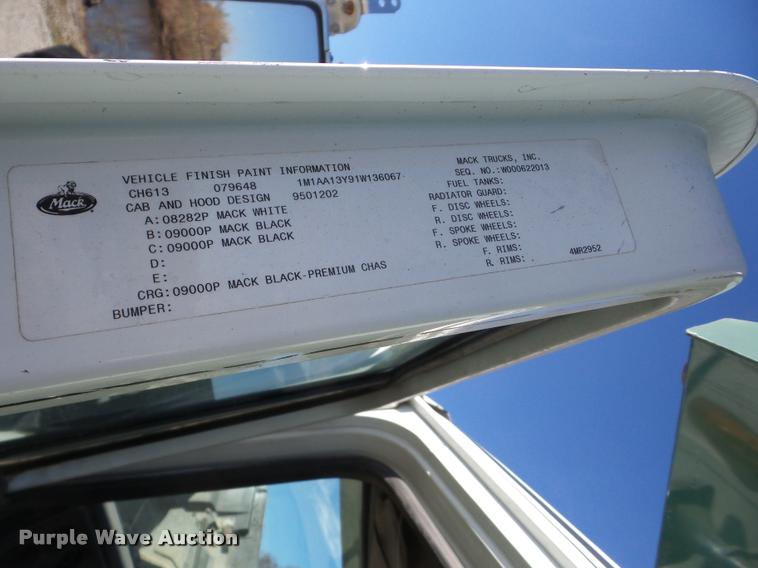 Mack
VEHICLE FINISH PAINT INFORMATION
CH613 079648 1M1AA13Y91W136067
CAB AND HOOD DESIGN 9501202
A: 08282P MACK WHITE
B: 09000P MACK BLACK
C: 09000P MACK BLACK
D:
E:
CRG: 09000P MACK BLACK-PREMIUM CHAS
BUMPER:
MACK TRUCKS, INC.
SEQ. NO.: W000622013
FUEL TANKS:
RADIATOR GUARD:
F. DISC WHEELS:
R. DISC WHEELS:
F. SPOKE WHEELS:
R. SPOKE WHEELS:
F. RIMS:
R. RIMS:
4MR2952
Purple Wave Auction